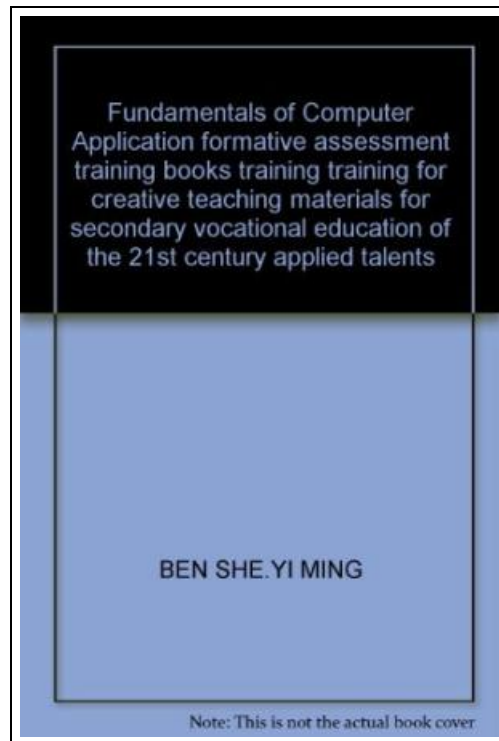 Fundamentals of Computer
Application formative assessment
training books training training for
creative teaching materials for
secondary vocational education of
the 21st century applied talents
BEN SHE.YI MING
Note: This is not the actual book cover